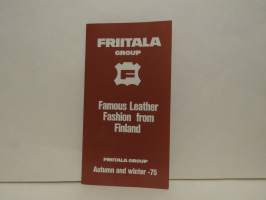 FRIITALA
GROUP
F
Famous Leather
Fashion from
Finland
FRIITALA GROUP
Autumn and winter -75